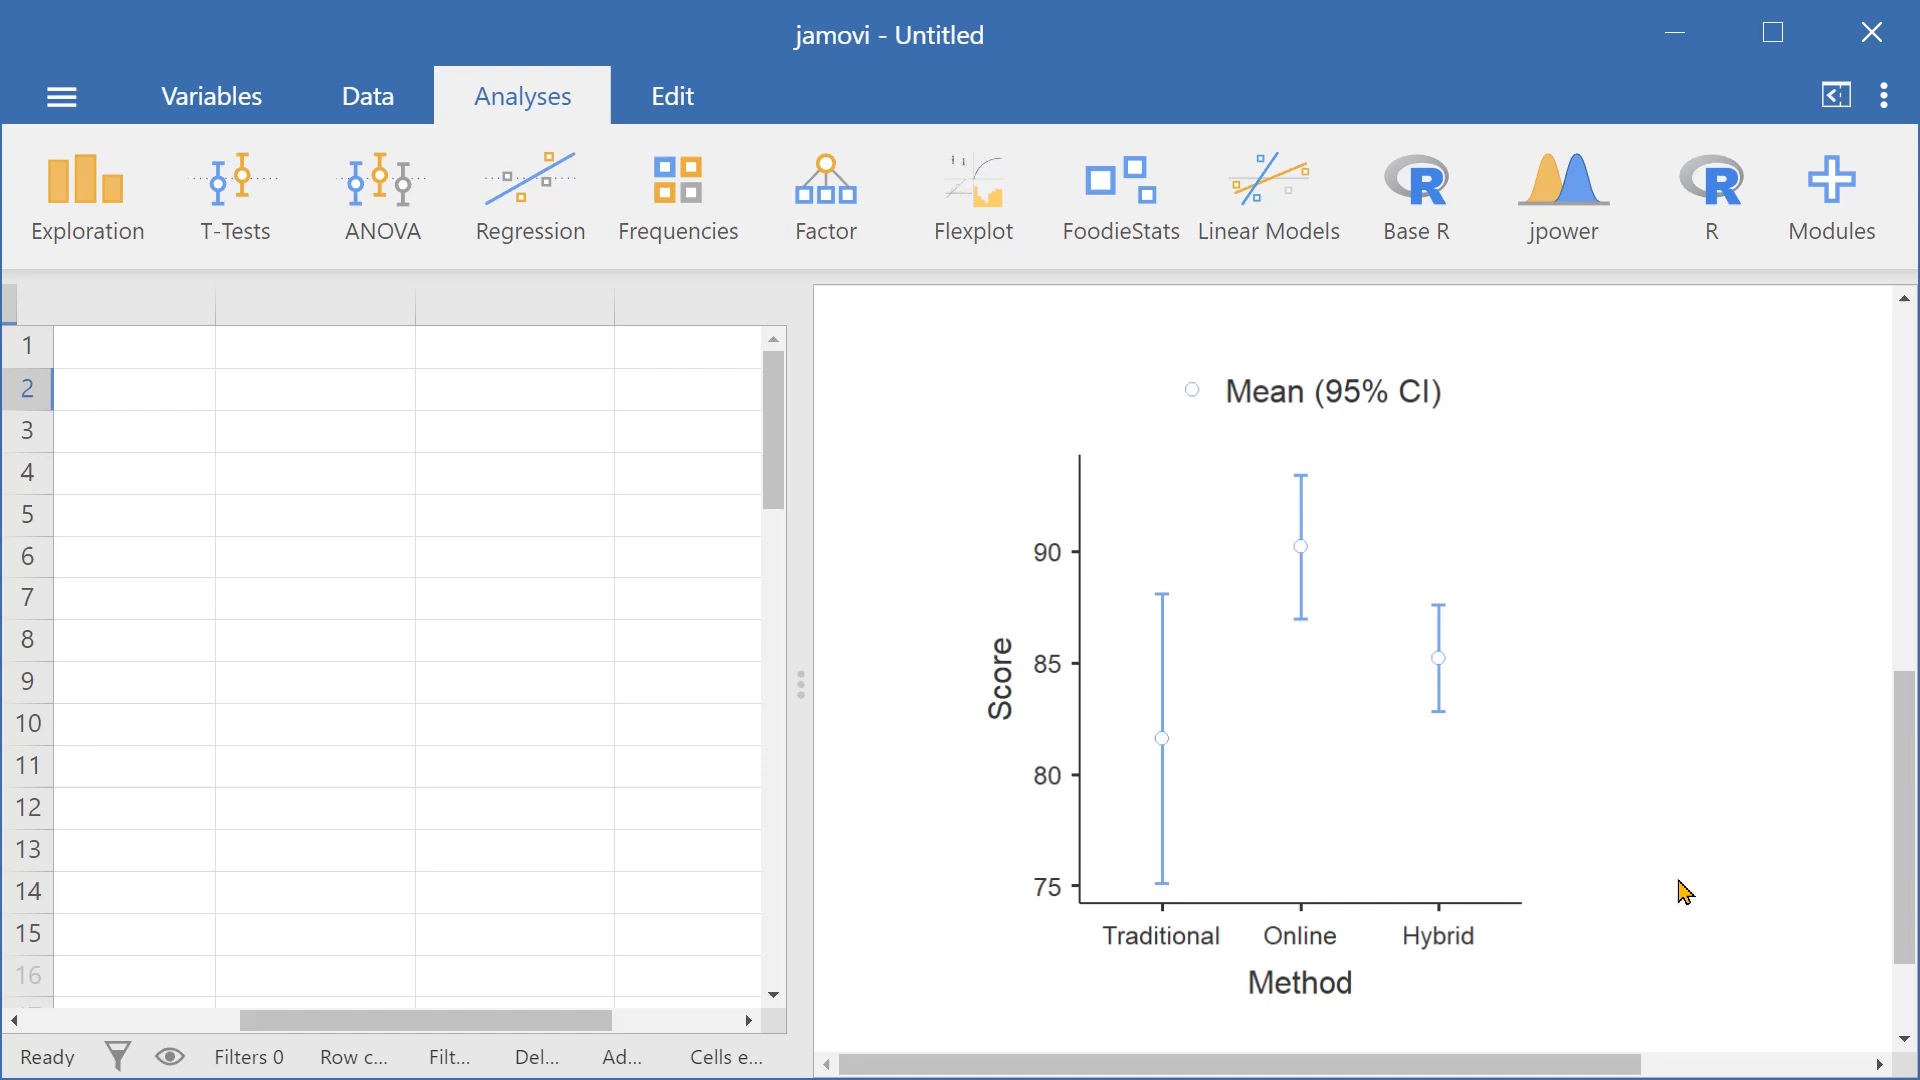 jamovi - Untitled
Variables
Data
Analyses
Edit
Exploration
T-Tests
ANOVA
Regression
Frequencies
Factor
Flexplot
FoodieStats
Linear Models
Base R
jpower
R
Modules
1
2
3
4
5
6
7
8
9
10
11
12
13
14
15
16
Mean (95% CI)
90
85
80
75
Score
Traditional
Online
Hybrid
Method
Ready
Filters 0
Row c...
Filt...
Del...
Ad...
Cells e...